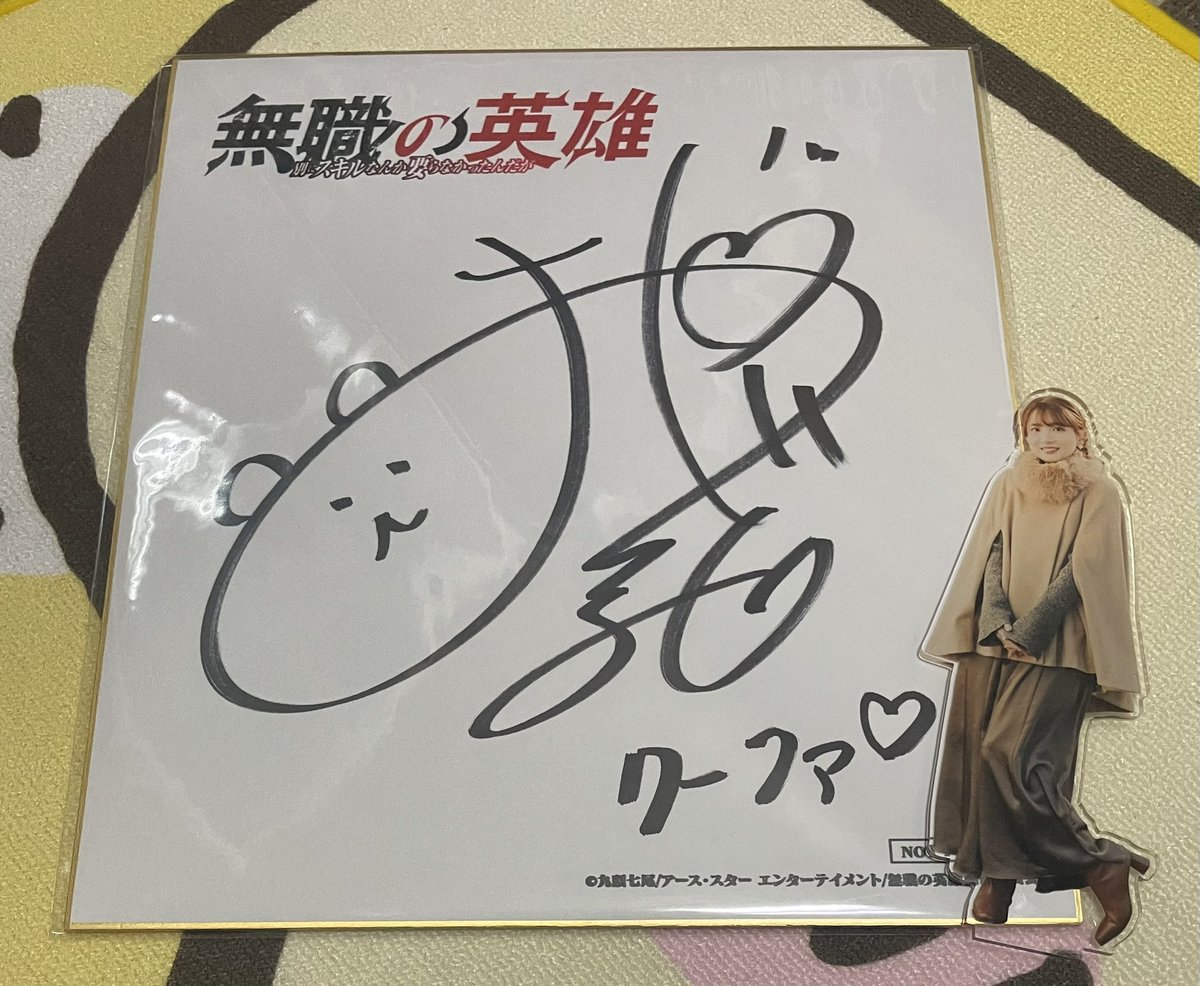 無職の英雄
別にスキルなんか要らなかったんだが
クーファ♡
NO
©九頭七尾/アース・スター エンターテイメント/無職の英